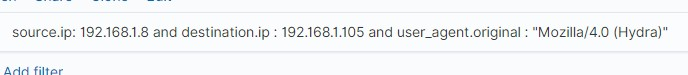 source.ip: 192.168.1.8 and destination.ip : 192.168.1.105 and user_agent.original : "Mozilla/4.0 (Hydra)"
Add filter